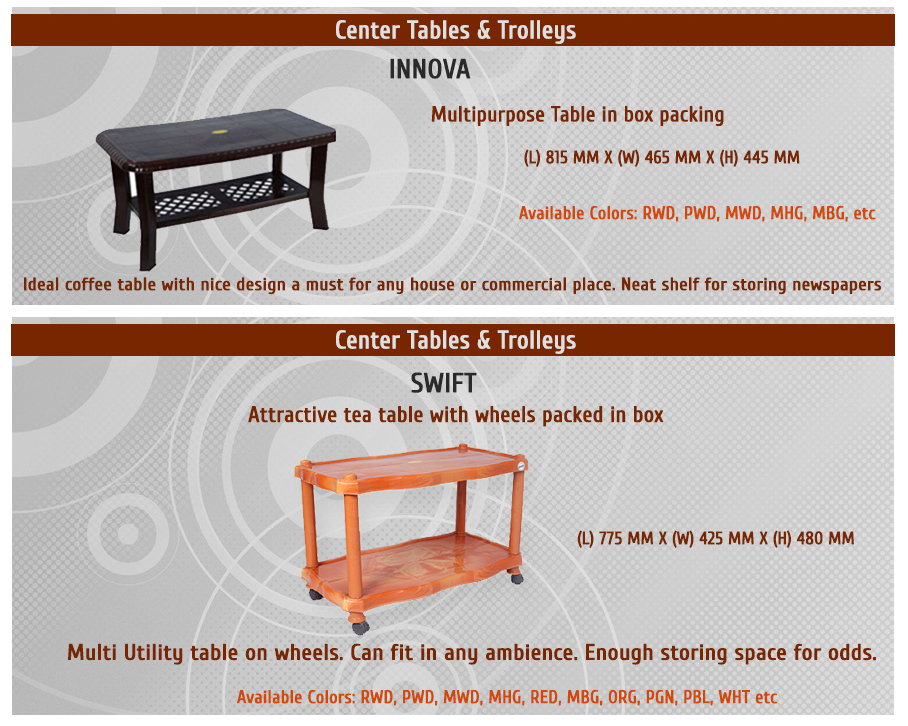 Center Tables & Trolleys
INNOVA
Multipurpose Table in box packing
(L) 815 MM X (W) 465 MM X (H) 445 MM
Available Colors: RWD, PWD, MWD, MHG, MBG, etc
Ideal coffee table with nice design a must for any house or commercial place. Neat shelf for storing newspapers
Center Tables & Trolleys
SWIFT
Attractive tea table with wheels packed in box
(L) 775 MM X (W) 425 MM X (H) 480 MM
Multi Utility table on wheels. Can fit in any ambience. Enough storing space for odds.
Available Colors: RWD, PWD, MWD, MHG, RED, MBG, ORG, PGN, PBL, WHT etc